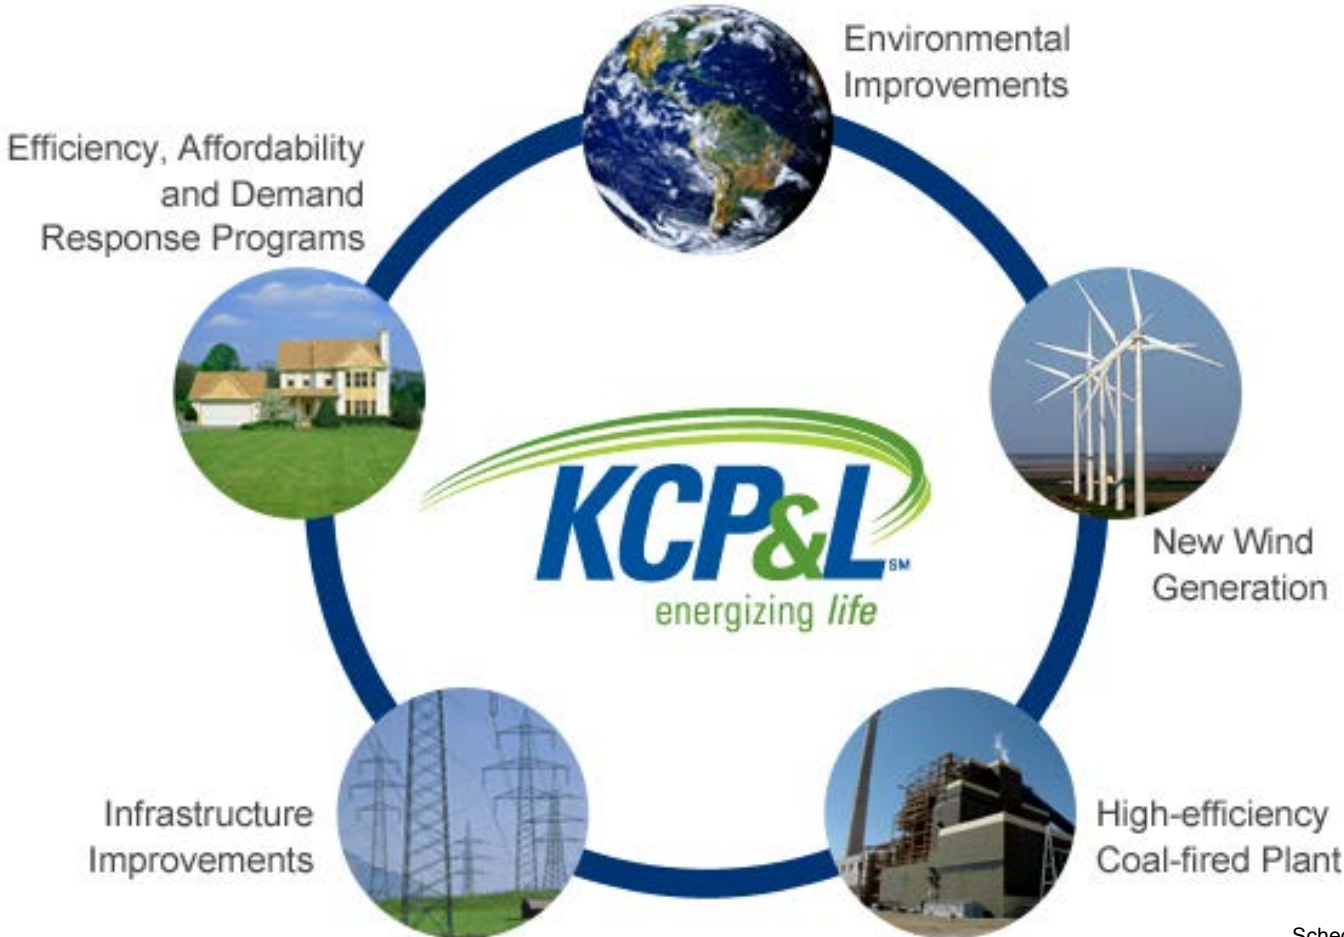 Environmental
Improvements
Efficiency, Affordability
and Demand
Response Programs
KCP&L SM
energizing life
New Wind
Generation
Infrastructure
Improvements
High-efficiency
Coal-fired Plant